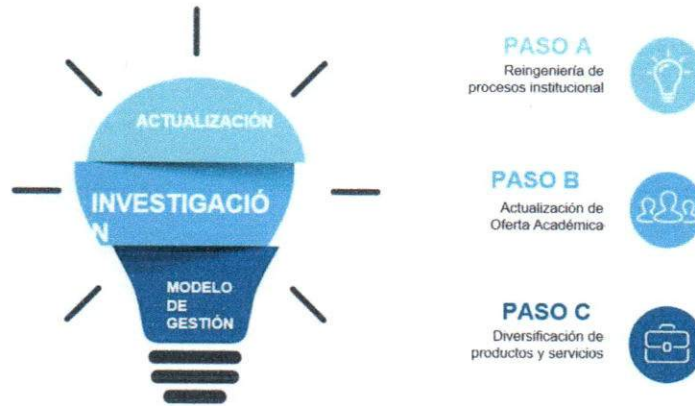 ACTUALIZACIÓN
INVESTIGACIÓ
N
MODELO
DE
GESTIÓN
PASO A
Reingeniería de
procesos institucional
PASO B
Actualización de
Oferta Académica
PASO C
Diversificación de
productos y servicios